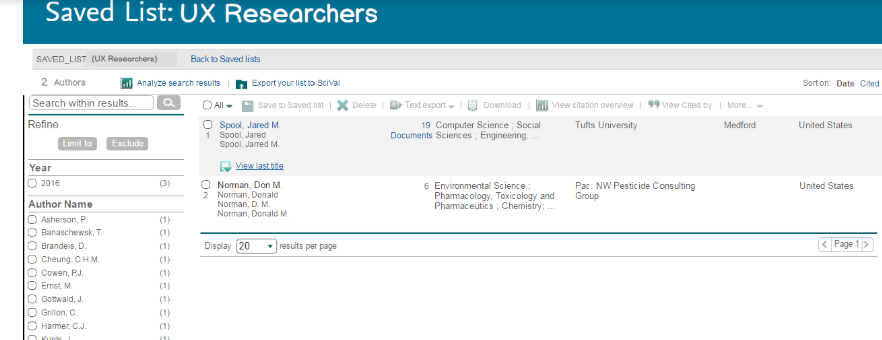 Saved List: UX Researchers
SAVED_LIST (UX Researchers) Back to Saved lists
2 Authors Analyze search results | Export your list to SciVal Sort on: Date Cited
Search within results...
All Save to Saved list | Delete | Text export | Download | View citation overview | View Cited by | More...
Refine
Limit to Exclude
1 Spool, Jared M. 19 Computer Science ; Social Tufts University Medford United States
Spool, Jared Documents Sciences ; Engineering; ...
Spool, Jarred M.
View last title
Year
2016 (3)
2 Norman, Don M. 6 Environmental Science ; Pac. NW Pesticide Consulting United States
Norman, Donald Pharmacology, Toxicology and Group
Norman, D. M. Pharmaceutics ; Chemistry; ...
Norman, Donald M.
Author Name
Asherson, P. (1)
Banaschewsk, T. (1)
Brandeis, D. (1)
Cheung, C.H.M. (1)
Cowen, P.J. (1)
Ernst, M. (1)
Gottwald, J. (1)
Grillon, C. (1)
Harmer, C.J. (1)
Display 20 results per page < Page 1 >